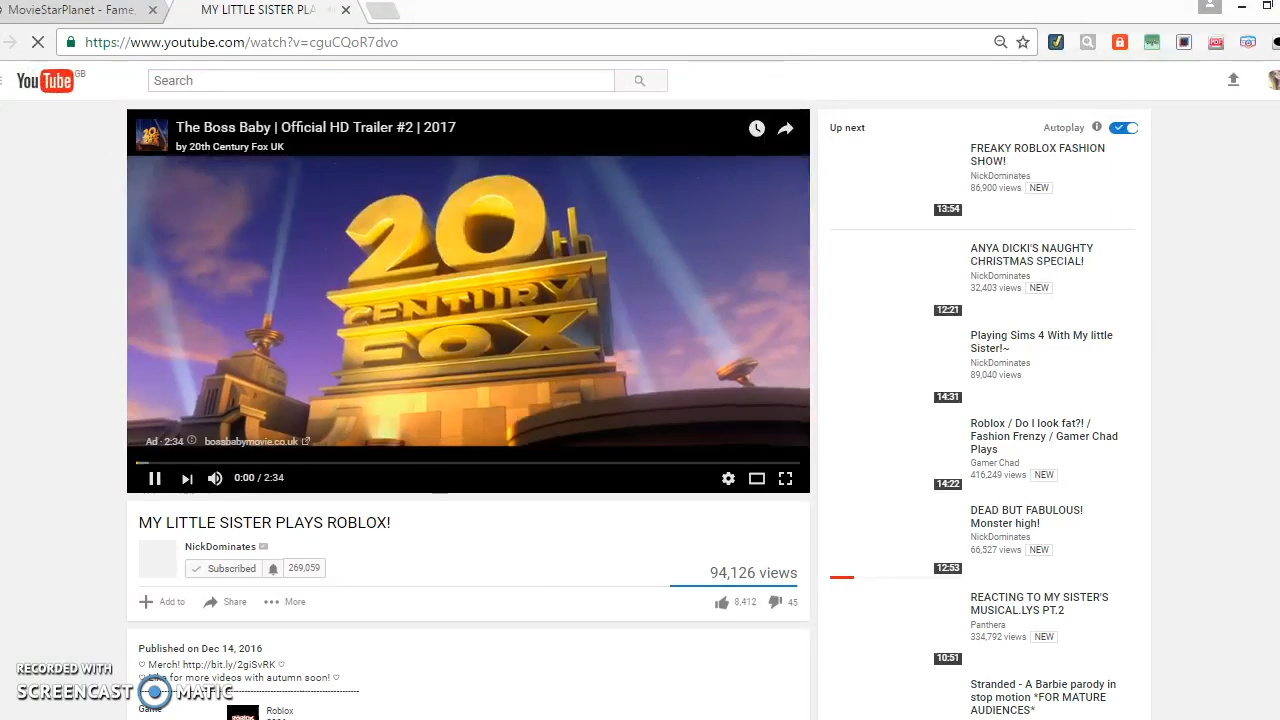 MovieStarPlanet - Fame,
MY LITTLE SISTER PLA
https://www.youtube.com/watch?v=cguCQoR7dvo
YouTube GB
Search
The Boss Baby | Official HD Trailer #2 | 2017
by 20th Century Fox UK
20th
CENTURY
FOX
Ad · 2:34 bossbabymovie.co.uk
0:00 / 2:34
MY LITTLE SISTER PLAYS ROBLOX!
NickDominates
Subscribed 269,059
94,126 views
Add to Share More 8,412 45
Published on Dec 14, 2016
♡ Merch! http://bit.ly/2giSvRK ♡
♡ Like for more videos with autumn soon! ♡
Game
Roblox
RECORDED WITH
SCREENCAST MATIC
Up next Autoplay
FREAKY ROBLOX FASHION
SHOW!
NickDominates
86,900 views NEW
13:54
ANYA DICKI'S NAUGHTY
CHRISTMAS SPECIAL!
NickDominates
32,403 views NEW
12:21
Playing Sims 4 With My little
Sister!~
NickDominates
89,040 views
14:31
Roblox / Do I look fat?! /
Fashion Frenzy / Gamer Chad
Plays
Gamer Chad
416,249 views NEW
14:22
DEAD BUT FABULOUS!
Monster high!
NickDominates
66,527 views NEW
12:53
REACTING TO MY SISTER'S
MUSICAL.LYS PT.2
Panthera
334,792 views NEW
10:51
Stranded - A Barbie parody in
stop motion *FOR MATURE
AUDIENCES*